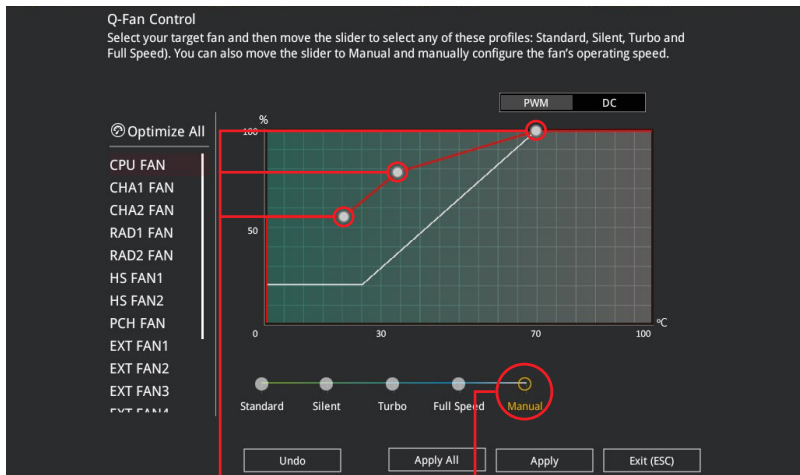 Q-Fan Control
Select your target fan and then move the slider to select any of these profiles: Standard, Silent, Turbo and
Full Speed). You can also move the slider to Manual and manually configure the fan's operating speed.
PWM DC
Optimize All
CPU FAN
CHA1 FAN
CHA2 FAN
RAD1 FAN
RAD2 FAN
HS FAN1
HS FAN2
PCH FAN
EXT FAN1
EXT FAN2
EXT FAN3
EXT FAN4
%
100
50
0 30 70 100
°C
Standard Silent Turbo Full Speed Manual
Undo Apply All Apply Exit (ESC)